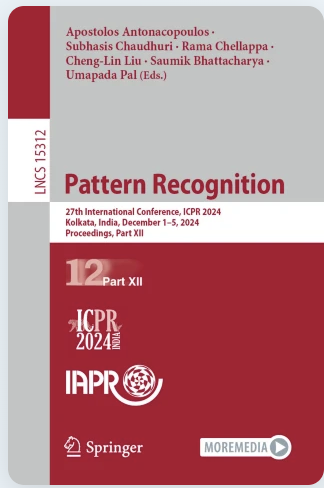 Apostolos Antonacopoulos ·
Subhasis Chaudhuri · Rama Chellappa ·
Cheng-Lin Liu · Saumik Bhattacharya ·
Umapada Pal (Eds.)
LNCS 15312
Pattern Recognition
27th International Conference, ICPR 2024
Kolkata, India, December 1–5, 2024
Proceedings, Part XII
12 Part XII
ICPR
2024 INDIA
IAPR
Springer
MOREMEDIA